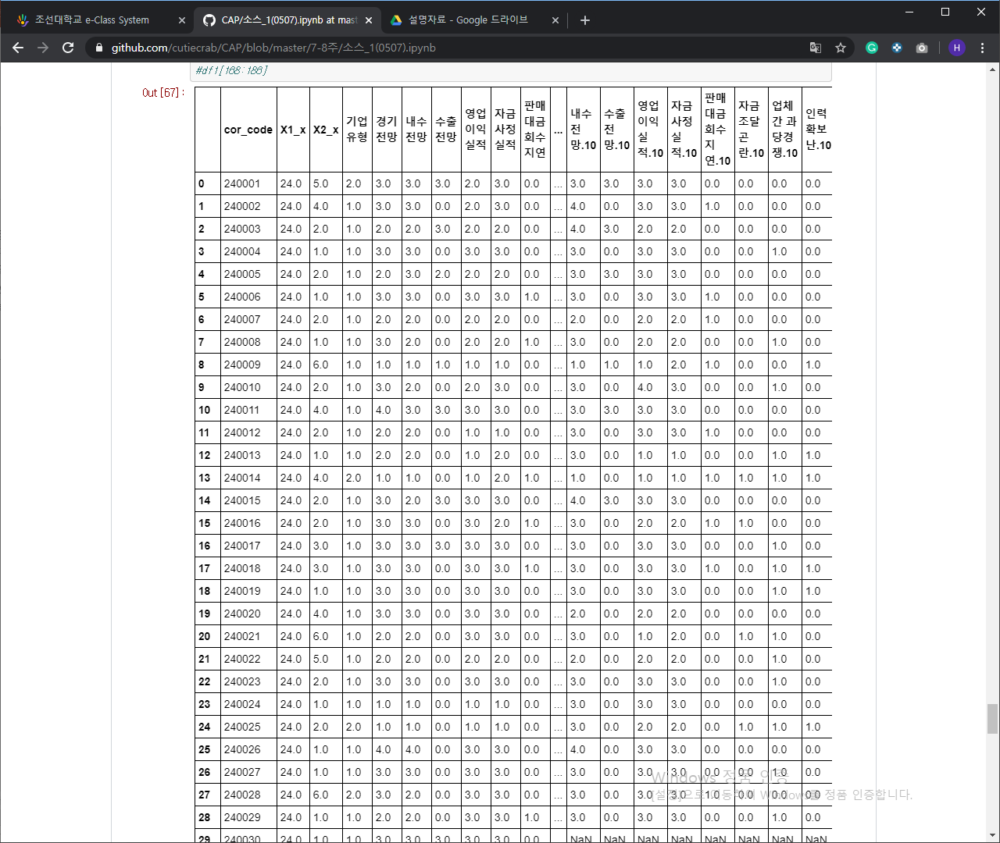 조선대학교 e-Class System
CAP/소스_1(0507).ipynb at mast
설명자료 - Google 드라이브
github.com/cutiecrab/CAP/blob/master/7-8주/소스_1(0507).ipynb
H
#df1[168:186]
Out [67]:
cor_code X1_x X2_x 기업 유형 경기 전망 내수 전망 수출 전망 영업 이익 실적 자금 사정 실적 판매 대금 회수 지연 ... 내수 전 망.10 수출 전 망.10 영업 이익 실 적.10 자금 사정 실 적.10 판매 대금 회수 지 연.10 자금 조달 곤 란.10 업체 간 과 당경 쟁.10 인력 확보 난.10
0 240001 24.0 5.0 2.0 3.0 3.0 3.0 2.0 3.0 0.0 ... 3.0 3.0 3.0 3.0 0.0 0.0 0.0 0.0
1 240002 24.0 4.0 1.0 3.0 3.0 0.0 2.0 3.0 0.0 ... 4.0 0.0 3.0 3.0 1.0 0.0 0.0 0.0
2 240003 24.0 2.0 1.0 2.0 2.0 3.0 2.0 2.0 0.0 ... 4.0 3.0 2.0 2.0 0.0 0.0 0.0 0.0
3 240004 24.0 1.0 1.0 3.0 3.0 0.0 3.0 3.0 0.0 ... 3.0 0.0 3.0 3.0 0.0 0.0 1.0 0.0
4 240005 24.0 2.0 1.0 2.0 3.0 2.0 2.0 2.0 0.0 ... 3.0 3.0 3.0 3.0 0.0 0.0 0.0 0.0
5 240006 24.0 1.0 1.0 3.0 3.0 0.0 3.0 3.0 1.0 ... 3.0 0.0 3.0 3.0 1.0 0.0 0.0 0.0
6 240007 24.0 2.0 1.0 2.0 2.0 0.0 2.0 2.0 0.0 ... 2.0 0.0 2.0 2.0 1.0 0.0 0.0 0.0
7 240008 24.0 1.0 1.0 3.0 2.0 0.0 2.0 2.0 1.0 ... 3.0 0.0 2.0 2.0 0.0 0.0 1.0 0.0
8 240009 24.0 6.0 1.0 1.0 1.0 1.0 1.0 1.0 0.0 ... 1.0 1.0 1.0 2.0 1.0 0.0 0.0 1.0
9 240010 24.0 2.0 1.0 3.0 2.0 0.0 2.0 3.0 0.0 ... 3.0 0.0 4.0 3.0 0.0 0.0 1.0 0.0
10 240011 24.0 4.0 1.0 4.0 3.0 3.0 3.0 3.0 0.0 ... 3.0 3.0 3.0 3.0 0.0 0.0 0.0 0.0
11 240012 24.0 2.0 1.0 2.0 2.0 0.0 1.0 1.0 0.0 ... 3.0 0.0 3.0 3.0 1.0 0.0 0.0 0.0
12 240013 24.0 1.0 1.0 2.0 2.0 0.0 1.0 2.0 0.0 ... 3.0 0.0 1.0 1.0 0.0 0.0 1.0 1.0
13 240014 24.0 4.0 2.0 1.0 1.0 0.0 1.0 2.0 1.0 ... 1.0 0.0 1.0 1.0 1.0 1.0 1.0 1.0
14 240015 24.0 2.0 1.0 3.0 2.0 3.0 3.0 3.0 0.0 ... 4.0 3.0 3.0 3.0 0.0 0.0 0.0 0.0
15 240016 24.0 2.0 1.0 3.0 3.0 0.0 3.0 2.0 1.0 ... 3.0 0.0 2.0 2.0 1.0 1.0 0.0 0.0
16 240017 24.0 3.0 1.0 3.0 3.0 3.0 3.0 3.0 0.0 ... 3.0 0.0 3.0 3.0 0.0 0.0 1.0 0.0
17 240018 24.0 3.0 1.0 3.0 3.0 0.0 3.0 3.0 1.0 ... 3.0 0.0 3.0 3.0 1.0 0.0 1.0 1.0
18 240019 24.0 1.0 1.0 3.0 3.0 0.0 3.0 3.0 0.0 ... 3.0 0.0 3.0 3.0 0.0 0.0 1.0 1.0
19 240020 24.0 4.0 1.0 3.0 3.0 0.0 3.0 3.0 0.0 ... 2.0 0.0 2.0 2.0 0.0 0.0 0.0 0.0
20 240021 24.0 6.0 1.0 2.0 2.0 0.0 3.0 3.0 0.0 ... 3.0 0.0 1.0 2.0 0.0 1.0 1.0 0.0
21 240022 24.0 5.0 1.0 2.0 2.0 0.0 2.0 2.0 0.0 ... 2.0 0.0 2.0 2.0 0.0 0.0 1.0 0.0
22 240023 24.0 2.0 1.0 3.0 3.0 0.0 3.0 3.0 0.0 ... 3.0 0.0 3.0 3.0 0.0 0.0 1.0 0.0
23 240024 24.0 1.0 1.0 1.0 1.0 0.0 1.0 1.0 0.0 ... 3.0 0.0 3.0 3.0 0.0 0.0 0.0 0.0
24 240025 24.0 2.0 2.0 1.0 1.0 0.0 1.0 1.0 0.0 ... 3.0 0.0 2.0 2.0 0.0 1.0 1.0 1.0
25 240026 24.0 1.0 1.0 4.0 4.0 0.0 3.0 3.0 0.0 ... 4.0 0.0 3.0 3.0 0.0 0.0 0.0 0.0
26 240027 24.0 1.0 1.0 3.0 3.0 0.0 3.0 3.0 0.0 ... 3.0 0.0 3.0 3.0 0.0 0.0 1.0 0.0
27 240028 24.0 6.0 2.0 3.0 2.0 0.0 3.0 3.0 0.0 ... 3.0 0.0 3.0 3.0 1.0 0.0 0.0 0.0
28 240029 24.0 1.0 1.0 2.0 2.0 0.0 3.0 3.0 1.0 ... 3.0 0.0 3.0 3.0 0.0 0.0 1.0 0.0
29 240030 24.0 1.0 1.0 3.0 3.0 3.0 3.0 3.0 0.0 ... NaN NaN NaN NaN NaN NaN NaN NaN
Windows 정품 인증
[설정]으로 이동하여 Windows를 정품 인증합니다.